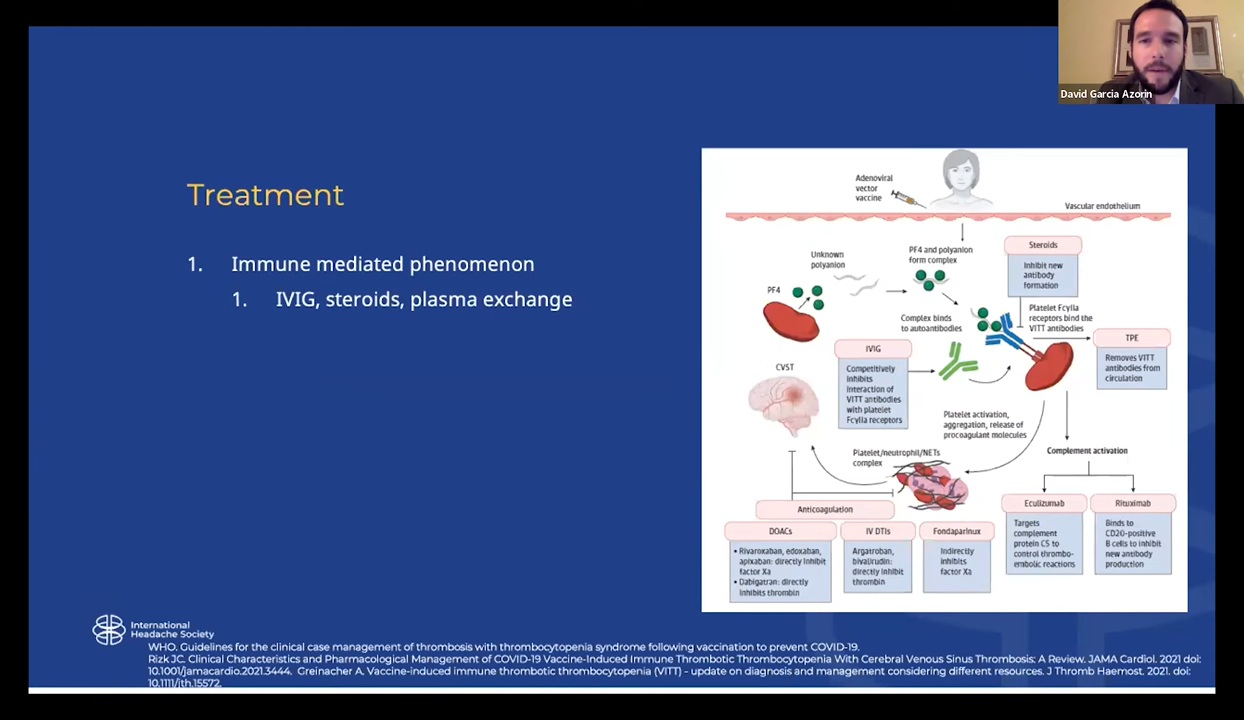 David Garcia Azorin
Treatment
1. Immune mediated phenomenon
1. IVIG, steroids, plasma exchange
Adenoviral
vector
vaccine
Vascular endothelium
Unknown
polyanion
PF4 and polyanion
form complex
Steroids
Inhibit new
antibody
formation
PF4
Complex binds
to autoantibodies
Platelet FcγIIa
receptors bind the
VITT antibodies
TPE
Removes VITT
antibodies from
circulation
IVIG
Competitively
inhibits
interaction of
VITT antibodies
with platelet
FcγIIa receptors
CVST
Platelet activation,
aggregation, release of
procoagulant molecules
Platelet/neutrophil/NETs
complex
Complement activation
Anticoagulation
DOACs
• Rivaroxaban, edoxaban,
apixaban: directly inhibit
factor Xa
• Dabigatran: directly
inhibits thrombin
IV DTIs
Argatroban,
bivalirudin:
directly inhibit
thrombin
Fondaparinux
Indirectly
inhibits
factor Xa
Eculizumab
Targets
complement
protein C5 to
control thrombo-
embolic reactions
Rituximab
Binds to
CD20-positive
B cells to inhibit
new antibody
production
International
Headache Society
WHO. Guidelines for the clinical case management of thrombosis with thrombocytopenia syndrome following vaccination to prevent COVID-19.
Rizk JC. Clinical Characteristics and Pharmacological Management of COVID-19 Vaccine-Induced Immune Thrombotic Thrombocytopenia With Cerebral Venous Sinus Thrombosis: A Review. JAMA Cardiol. 2021 doi:
10.1001/jamacardio.2021.3444. Greinacher A. Vaccine-induced immune thrombotic thrombocytopenia (VITT) - update on diagnosis and management considering different resources. J Thromb Haemost. 2021. doi:
10.1111/jth.15572.